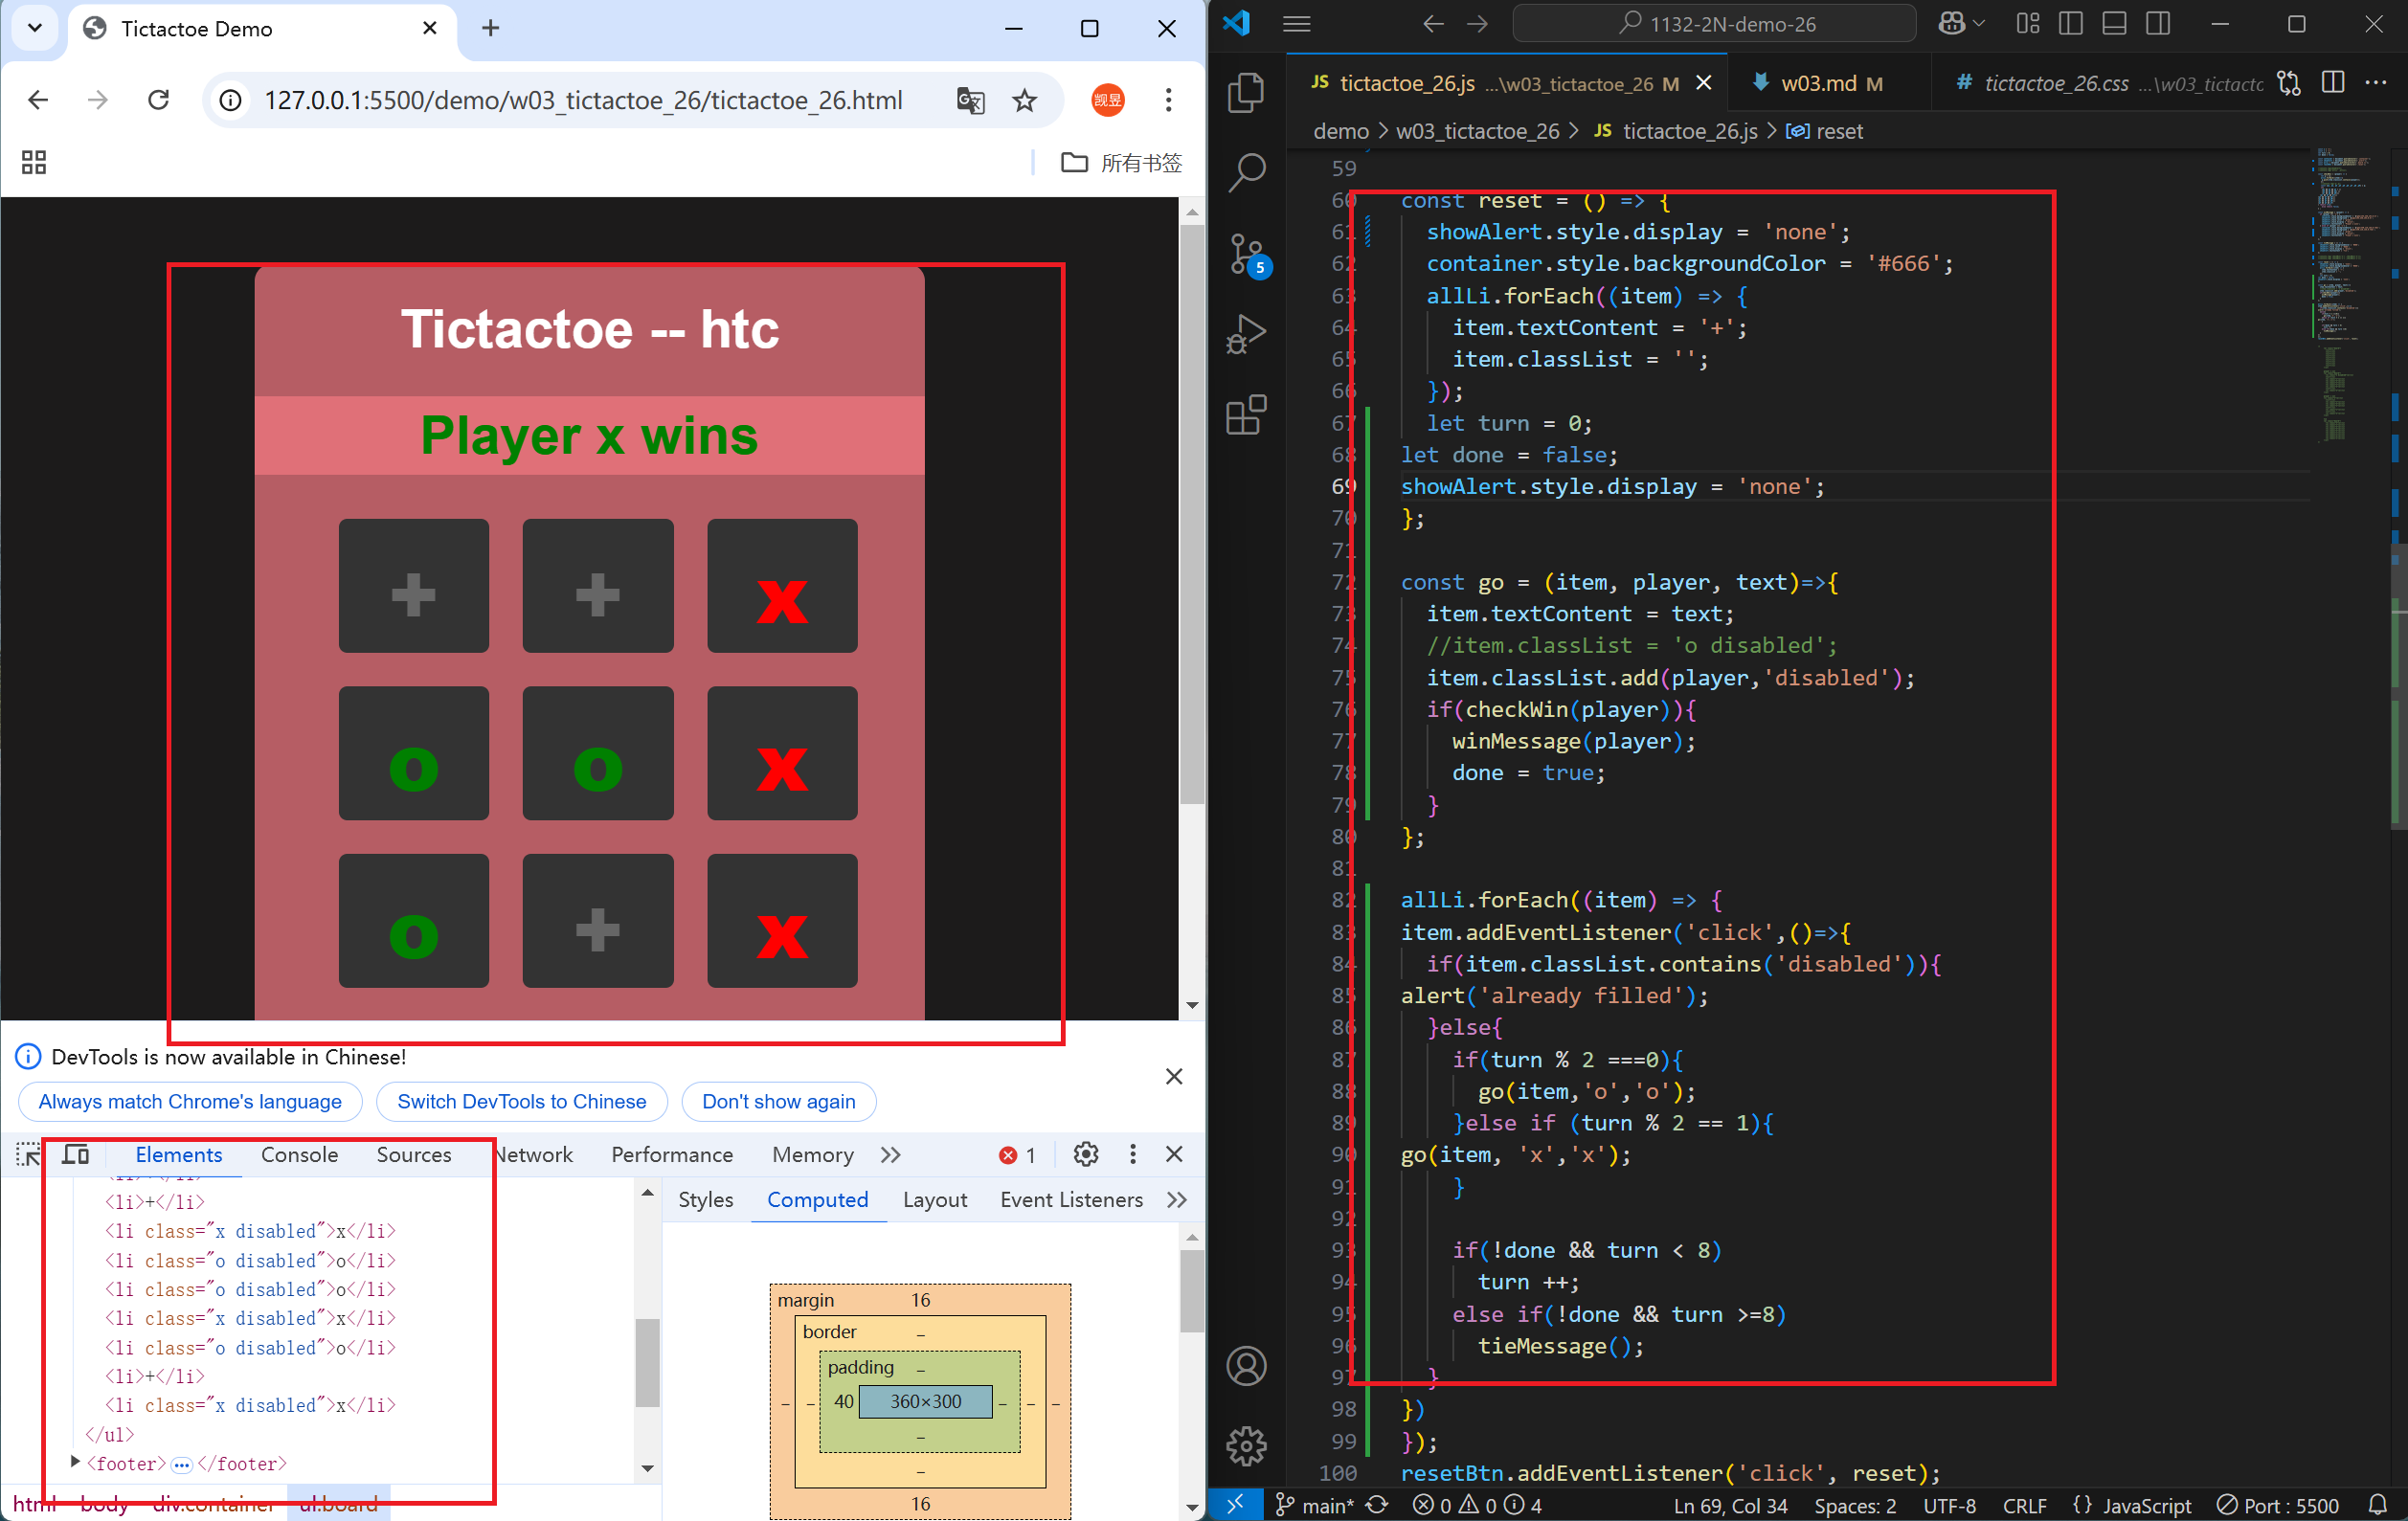 Tictactoe Demo
127.0.0.1:5500/demo/w03_tictactoe_26/tictactoe_26.html
觐昱
所有书签
Tictactoe -- htc
Player x wins
+ + x
o o x
o + x
DevTools is now available in Chinese!
Always match Chrome's language
Switch DevTools to Chinese
Don't show again
Elements Console Sources Network Performance Memory 1
<li>+</li>
<li class="x disabled">x</li>
<li class="o disabled">o</li>
<li class="o disabled">o</li>
<li class="x disabled">x</li>
<li class="o disabled">o</li>
<li>+</li>
<li class="x disabled">x</li>
</ul>
<footer> ... </footer>
html body div.container ul.board
Styles Computed Layout Event Listeners
margin 16
border -
padding -
- - 40 360×300 - - -
-
-
16
1132-2N-demo-26
5
JS tictactoe_26.js ...\w03_tictactoe_26 M
w03.md M
# tictactoe_26.css ...\w03_tictactc
demo > w03_tictactoe_26 > JS tictactoe_26.js > reset
59
60 const reset = () => {
61 showAlert.style.display = 'none';
62 container.style.backgroundColor = '#666';
63 allLi.forEach((item) => {
64 item.textContent = '+';
65 item.classList = '';
66 });
67 let turn = 0;
68 let done = false;
69 showAlert.style.display = 'none';
70 };
71
72 const go = (item, player, text)=>{
73 item.textContent = text;
74 //item.classList = 'o disabled';
75 item.classList.add(player,'disabled');
76 if(checkWin(player)){
77 winMessage(player);
78 done = true;
79 }
80 };
81
82 allLi.forEach((item) => {
83 item.addEventListener('click',()=>{
84 if(item.classList.contains('disabled')){
85 alert('already filled');
86 }else{
87 if(turn % 2 ===0){
88 go(item,'o','o');
89 }else if (turn % 2 == 1){
90 go(item, 'x','x');
91 }
92
93 if(!done && turn < 8)
94 turn ++;
95 else if(!done && turn >=8)
96 tieMessage();
97 }
98 })
99 });
100 resetBtn.addEventListener('click', reset);
main* 0 0 4 Ln 69, Col 34 Spaces: 2 UTF-8 CRLF {} JavaScript Port : 5500